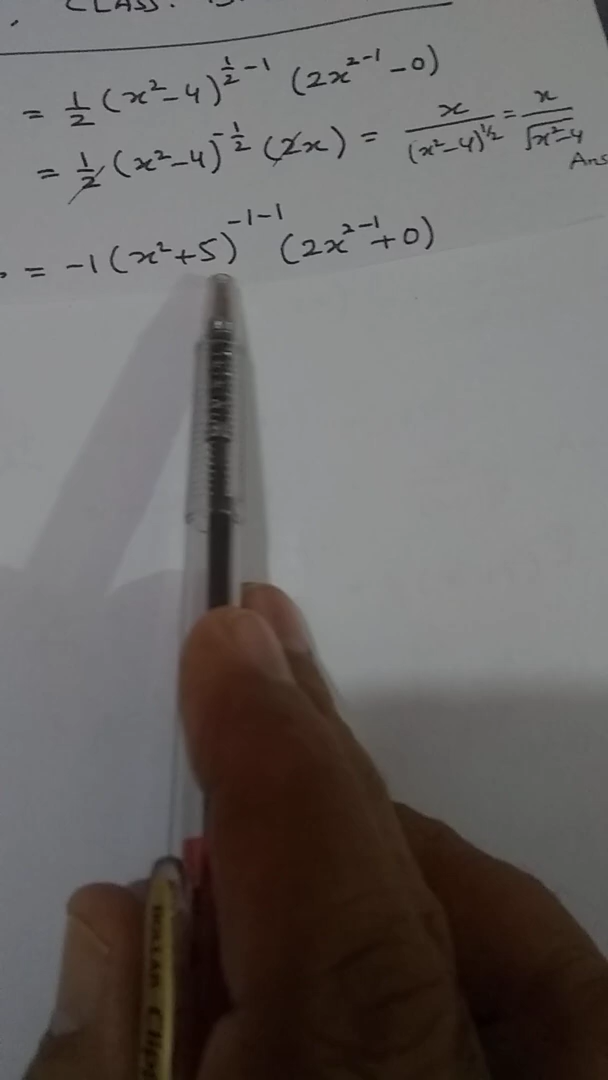 CLASS:
= 1/2 (x²-4)^(1/2 -1) (2x^(2-1) -0)
= 1/2 (x²-4)^(-1/2) (2x) = x/(x²-4)^(1/2) = x/√(x²-4)
Ans
= -1(x²+5)^(-1-1) (2x^(2-1)+0)